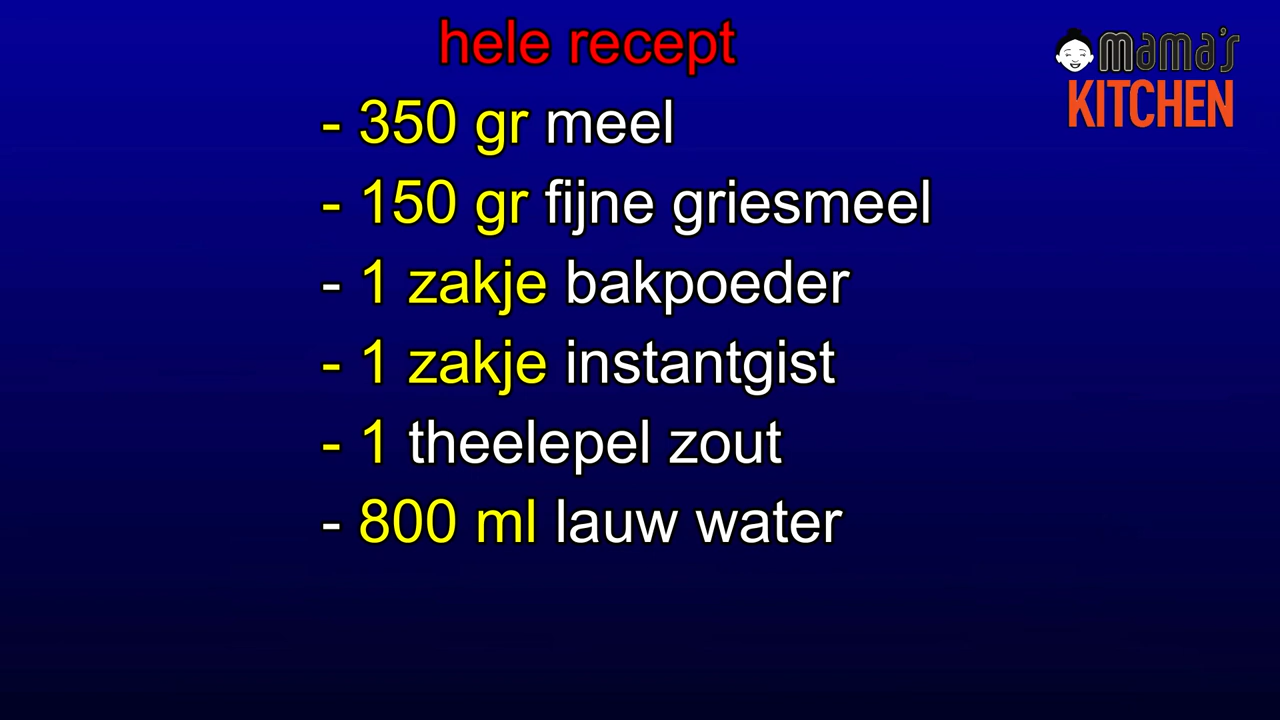 hele recept
mama's
KITCHEN
- 350 gr meel
- 150 gr fijne griesmeel
- 1 zakje bakpoeder
- 1 zakje instantgist
- 1 theelepel zout
- 800 ml lauw water